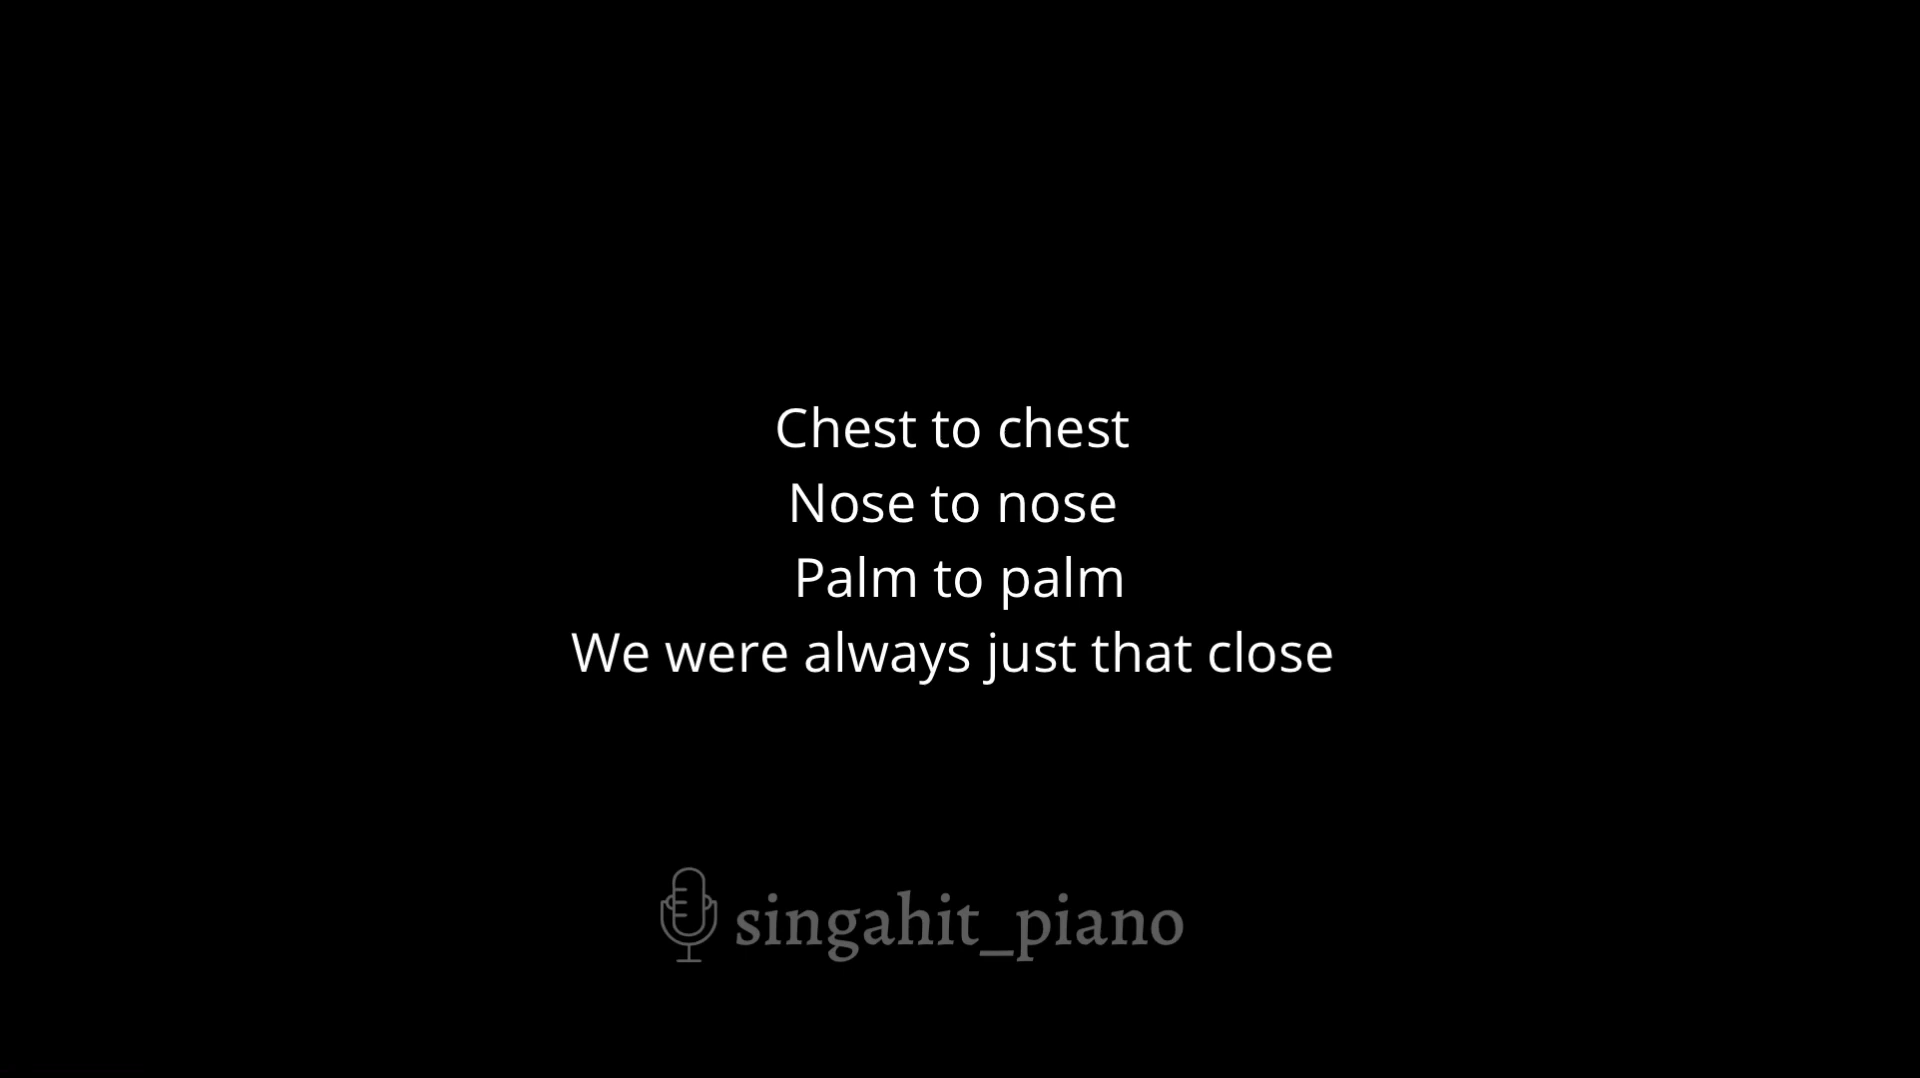 Chest to chest
Nose to nose
Palm to palm
We were always just that close
singahit_piano